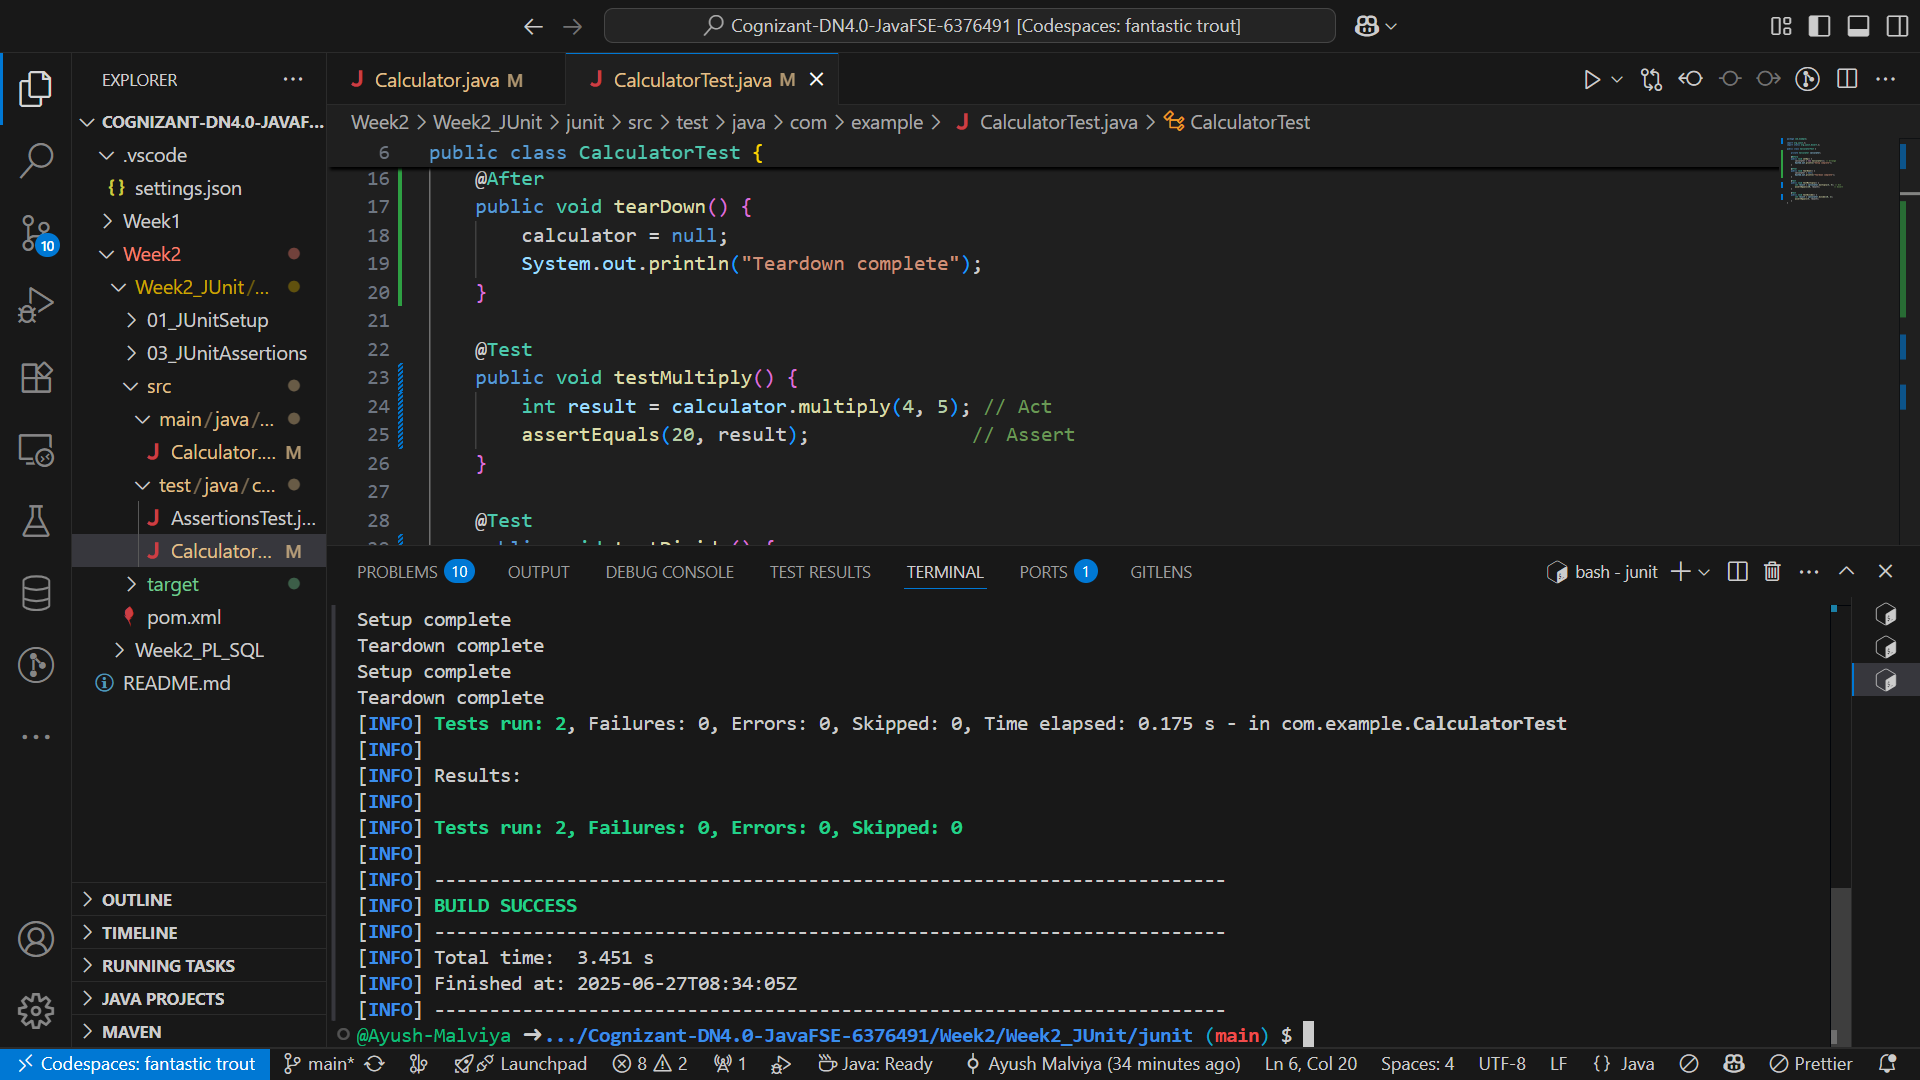 Cognizant-DN4.0-JavaFSE-6376491 [Codespaces: fantastic trout]
EXPLORER
COGNIZANT-DN4.0-JAVAF...
.vscode
settings.json
Week1
Week2
Week2_JUnit/...
01_JUnitSetup
03_JUnitAssertions
src
main/java/...
Calculator.... M
test/java/c...
AssertionsTest.j...
Calculator... M
target
pom.xml
Week2_PL_SQL
README.md
OUTLINE
TIMELINE
RUNNING TASKS
JAVA PROJECTS
MAVEN
10
Calculator.java M
CalculatorTest.java M
Week2 > Week2_JUnit > junit > src > test > java > com > example > CalculatorTest.java > CalculatorTest
6 public class CalculatorTest {
16 @After
17 public void tearDown() {
18 calculator = null;
19 System.out.println("Teardown complete");
20 }
21
22 @Test
23 public void testMultiply() {
24 int result = calculator.multiply(4, 5); // Act
25 assertEquals(20, result); // Assert
26 }
27
28 @Test
PROBLEMS 10 OUTPUT DEBUG CONSOLE TEST RESULTS TERMINAL PORTS 1 GITLENS
bash - junit
Setup complete
Teardown complete
Setup complete
Teardown complete
[INFO] Tests run: 2, Failures: 0, Errors: 0, Skipped: 0, Time elapsed: 0.175 s - in com.example.CalculatorTest
[INFO]
[INFO] Results:
[INFO]
[INFO] Tests run: 2, Failures: 0, Errors: 0, Skipped: 0
[INFO]
[INFO] ------------------------------------------------------------------------
[INFO] BUILD SUCCESS
[INFO] ------------------------------------------------------------------------
[INFO] Total time:  3.451 s
[INFO] Finished at: 2025-06-27T08:34:05Z
[INFO] ------------------------------------------------------------------------
@Ayush-Malviya ➜ .../Cognizant-DN4.0-JavaFSE-6376491/Week2/Week2_JUnit/junit (main) $
Codespaces: fantastic trout main* Launchpad 8 2 1 Java: Ready Ayush Malviya (34 minutes ago) Ln 6, Col 20 Spaces: 4 UTF-8 LF {} Java Prettier